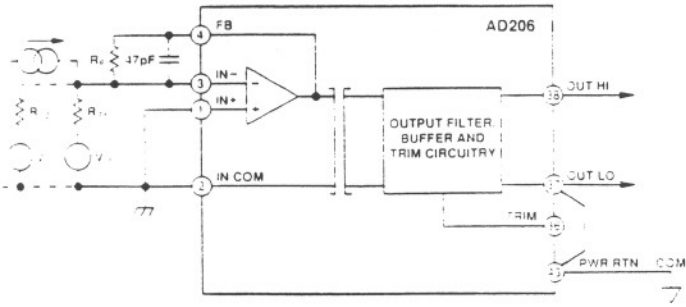 FB
AD206
4
47pF
3
IN−
IN+
1
OUT HI
38
OUTPUT FILTER,
BUFFER AND
TRIM CIRCUITRY
2
IN COM
OUT LO
37
TRIM
36
PWR RTN
COM